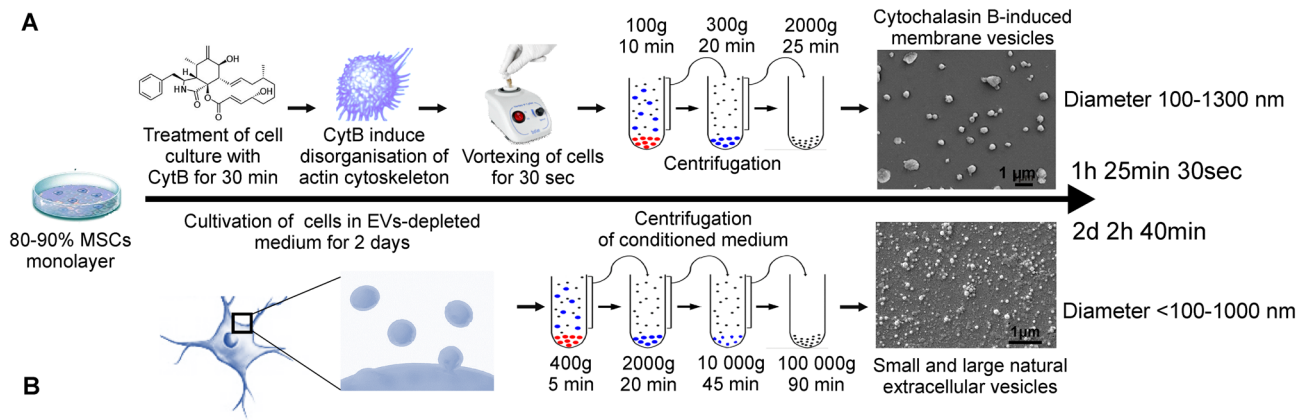 A
100g
10 min
300g
20 min
2000g
25 min
Cytochalasin B-induced
membrane vesicles
H
OH
HN
O
O
O
OH
Treatment of cell
culture with
CytB for 30 min
CytB induce
disorganisation of
actin cytoskeleton
Vortexing of cells
for 30 sec
Centrifugation
1 µm
Diameter 100-1300 nm
1h 25min 30sec
80-90% MSCs
monolayer
Cultivation of cells in EVs-depleted
medium for 2 days
Centrifugation
of conditioned medium
2d 2h 40min
400g
5 min
2000g
20 min
10 000g
45 min
100 000g
90 min
1µm
Diameter <100-1000 nm
Small and large natural
extracellular vesicles
B